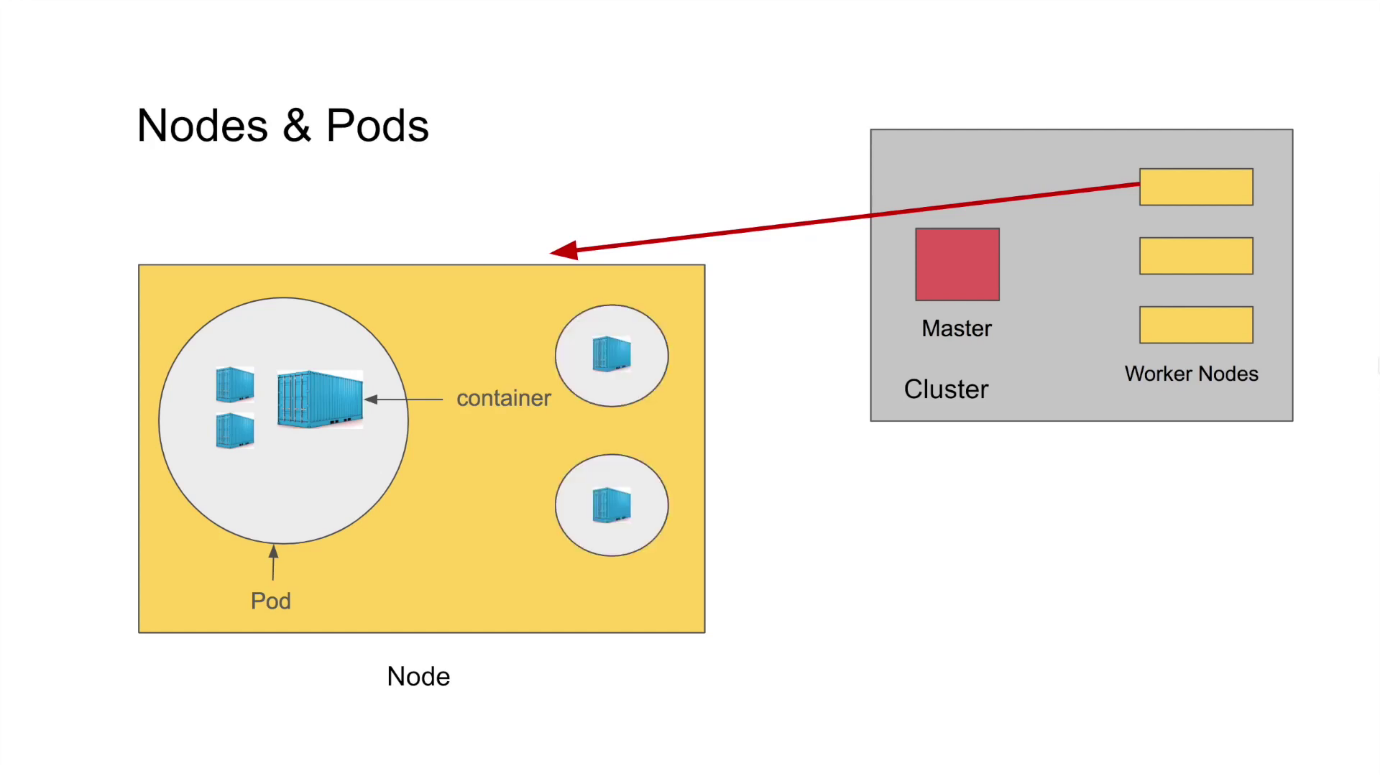 Nodes & Pods
Master
Cluster
Worker Nodes
container
Pod
Node